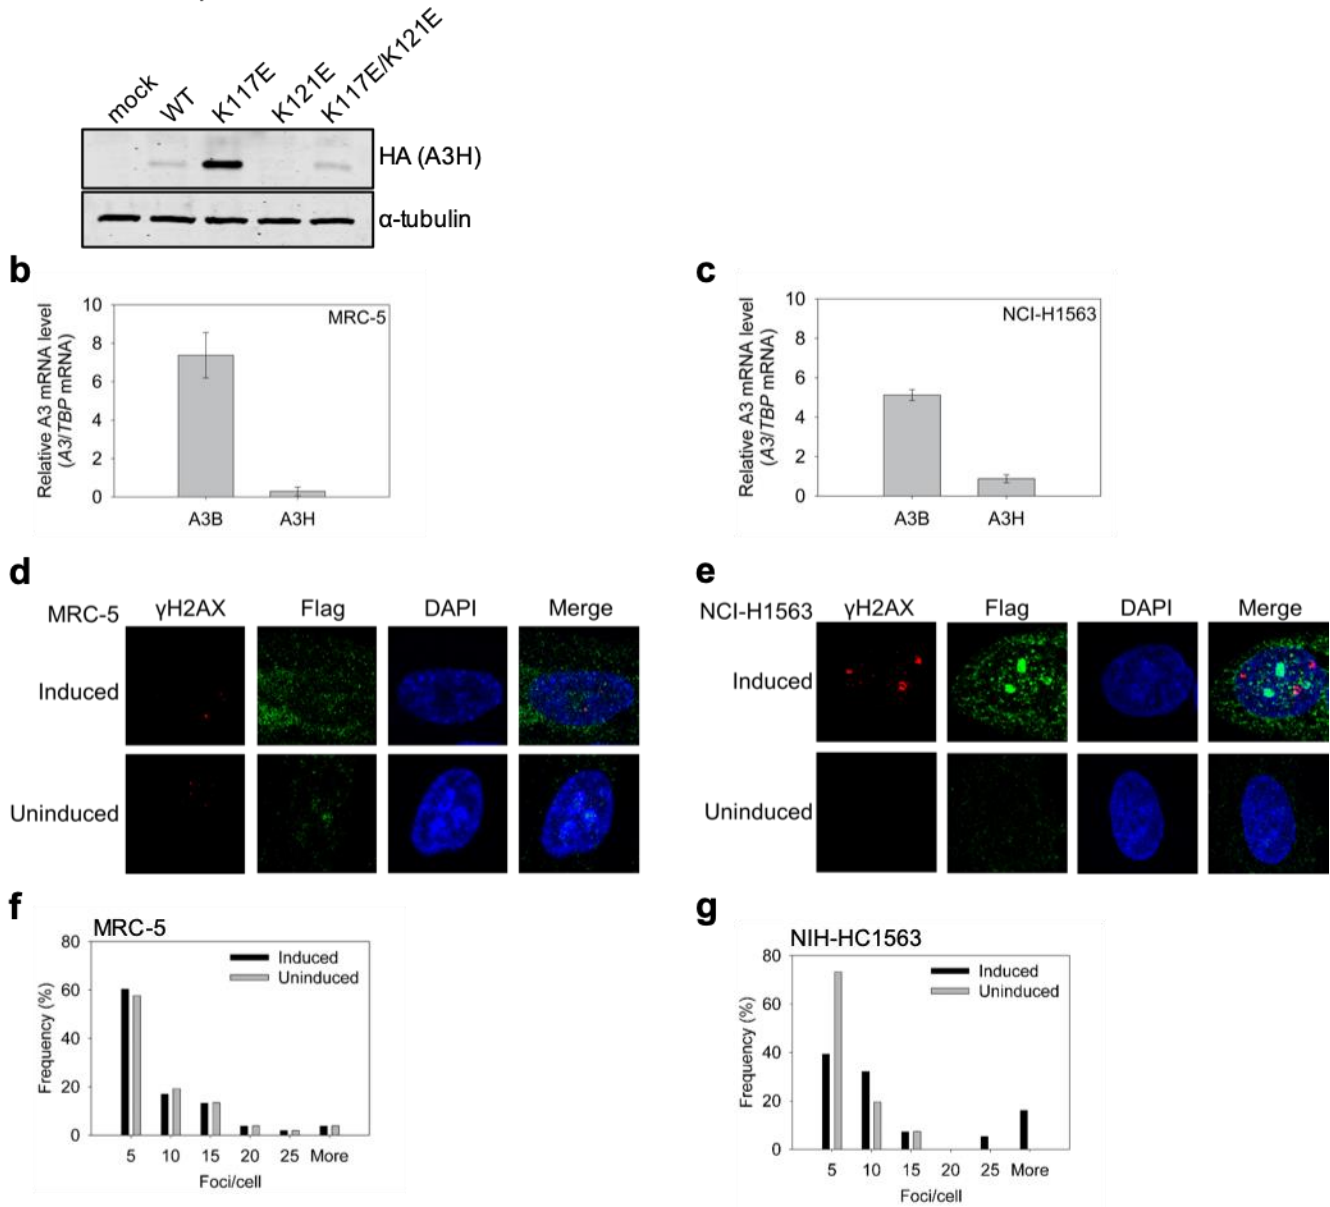 mock WT K117E K121E K117E/K121E
HA (A3H)
α-tubulin
b
Relative A3 mRNA level
(A3/TBP mRNA)
10
8
6
4
2
0
MRC-5
A3B A3H
c
Relative A3 mRNA level
(A3/TBP mRNA)
10
8
6
4
2
0
NCI-H1563
A3B A3H
d
MRC-5 γH2AX Flag DAPI Merge
Induced
Uninduced
e
NCI-H1563 γH2AX Flag DAPI Merge
Induced
Uninduced
f
MRC-5
Frequency (%)
80
60
40
20
0
Induced
Uninduced
5 10 15 20 25 More
Foci/cell
g
NIH-HC1563
Frequency (%)
80
60
40
20
0
Induced
Uninduced
5 10 15 20 25 More
Foci/cell